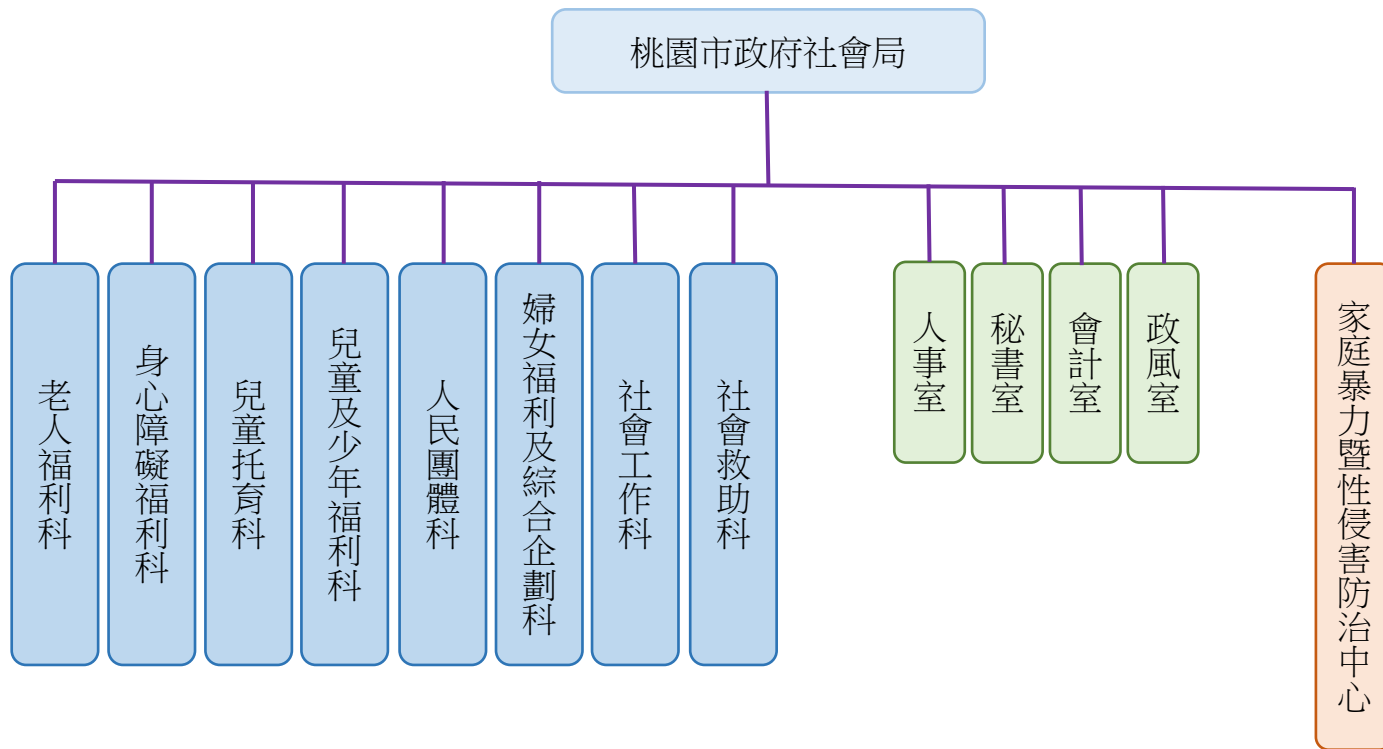 桃園市政府社會局
老人福利科
身心障礙福利科
兒童托育科
兒童及少年福利科
人民團體科
婦女福利及綜合企劃科
社會工作科
社會救助科
人事室
秘書室
會計室
政風室
家庭暴力暨性侵害防治中心